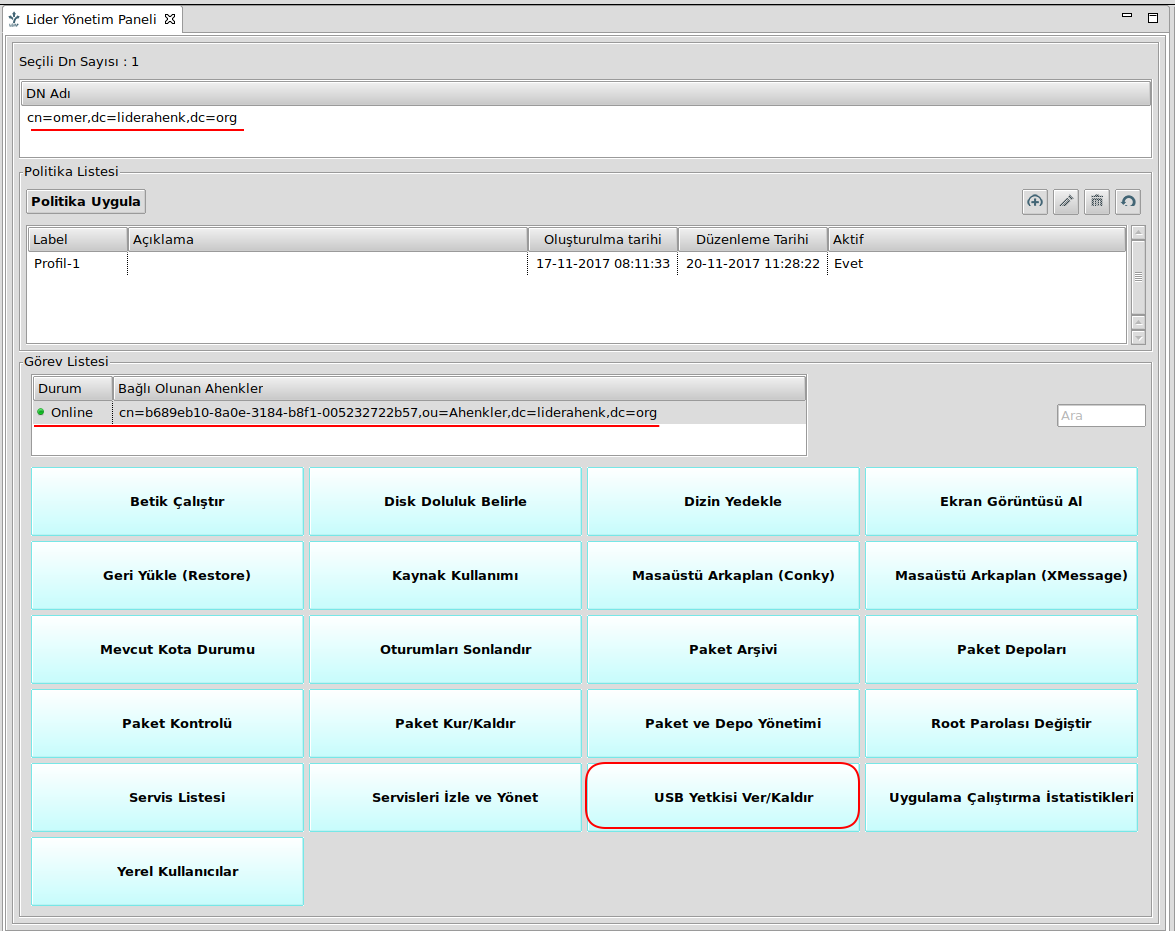 Lider Yönetim Paneli
Seçili Dn Sayısı : 1
DN Adı
cn=omer,dc=liderahenk,dc=org
Politika Listesi
Politika Uygula
Label Açıklama Oluşturulma tarihi Düzenleme Tarihi Aktif
Profil-1 17-11-2017 08:11:33 20-11-2017 11:28:22 Evet
Görev Listesi
Durum Bağlı Olunan Ahenkler
Online cn=b689eb10-8a0e-3184-b8f1-005232722b57,ou=Ahenkler,dc=liderahenk,dc=org
Ara
Betik Çalıştır Disk Doluluk Belirle Dizin Yedekle Ekran Görüntüsü Al
Geri Yükle (Restore) Kaynak Kullanımı Masaüstü Arkaplan (Conky) Masaüstü Arkaplan (XMessage)
Mevcut Kota Durumu Oturumları Sonlandır Paket Arşivi Paket Depoları
Paket Kontrolü Paket Kur/Kaldır Paket ve Depo Yönetimi Root Parolası Değiştir
Servis Listesi Servisleri İzle ve Yönet USB Yetkisi Ver/Kaldır Uygulama Çalıştırma İstatistikleri
Yerel Kullanıcılar